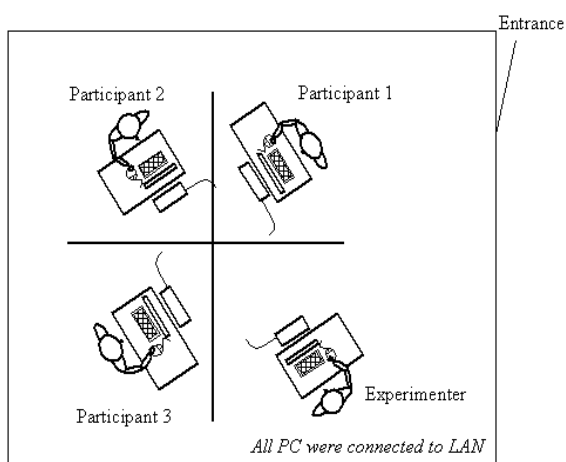 Entrance
Participant 2
Participant 1
Participant 3
Experimenter
All PC were connected to LAN